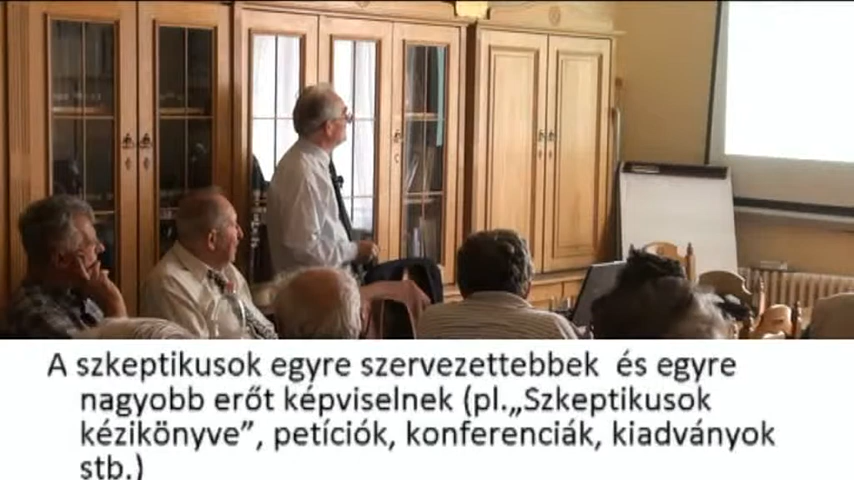 A szkeptikusok egyre szervezettebbek és egyre
nagyobb erőt képviselnek (pl.„Szkeptikusok
kézikönyve”, petíciók, konferenciák, kiadványok
stb.)